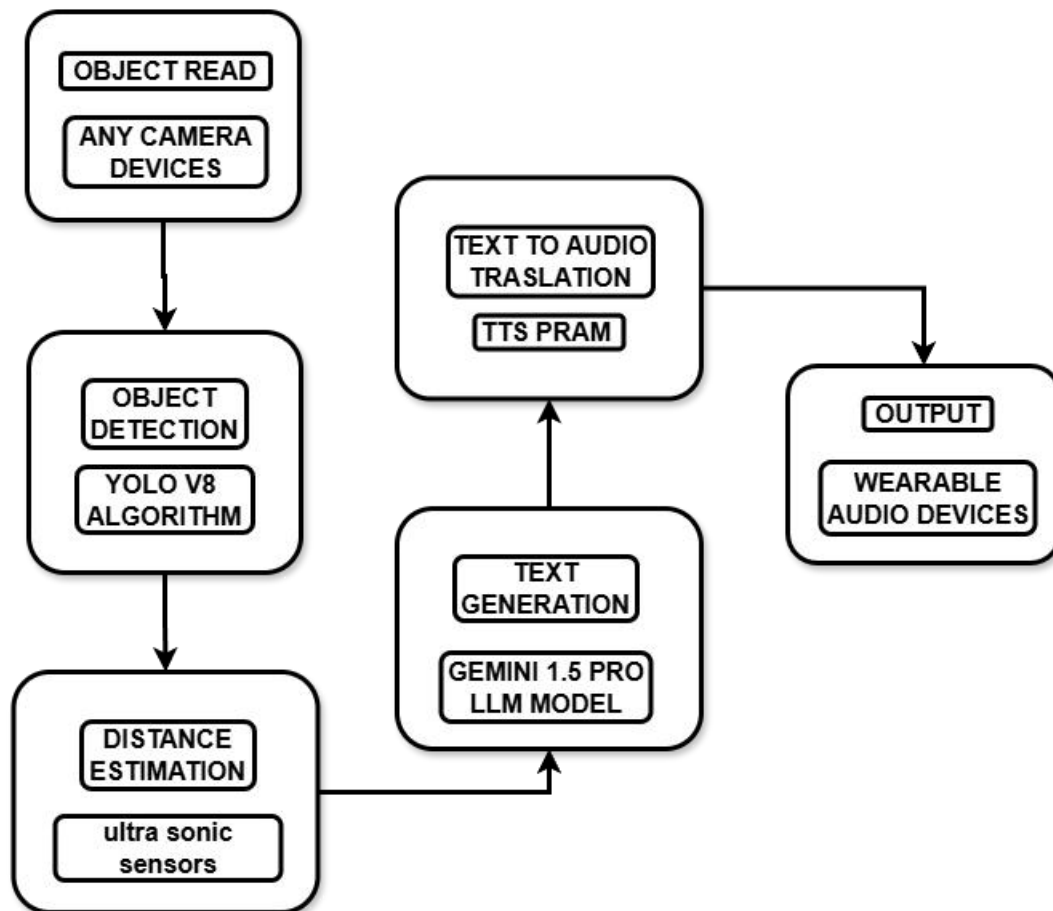 OBJECT READ
ANY CAMERA
DEVICES
OBJECT
DETECTION
YOLO V8
ALGORITHM
DISTANCE
ESTIMATION
ultra sonic
sensors
TEXT
GENERATION
GEMINI 1.5 PRO
LLM MODEL
TEXT TO AUDIO
TRASLATION
TTS PRAM
OUTPUT
WEARABLE
AUDIO DEVICES